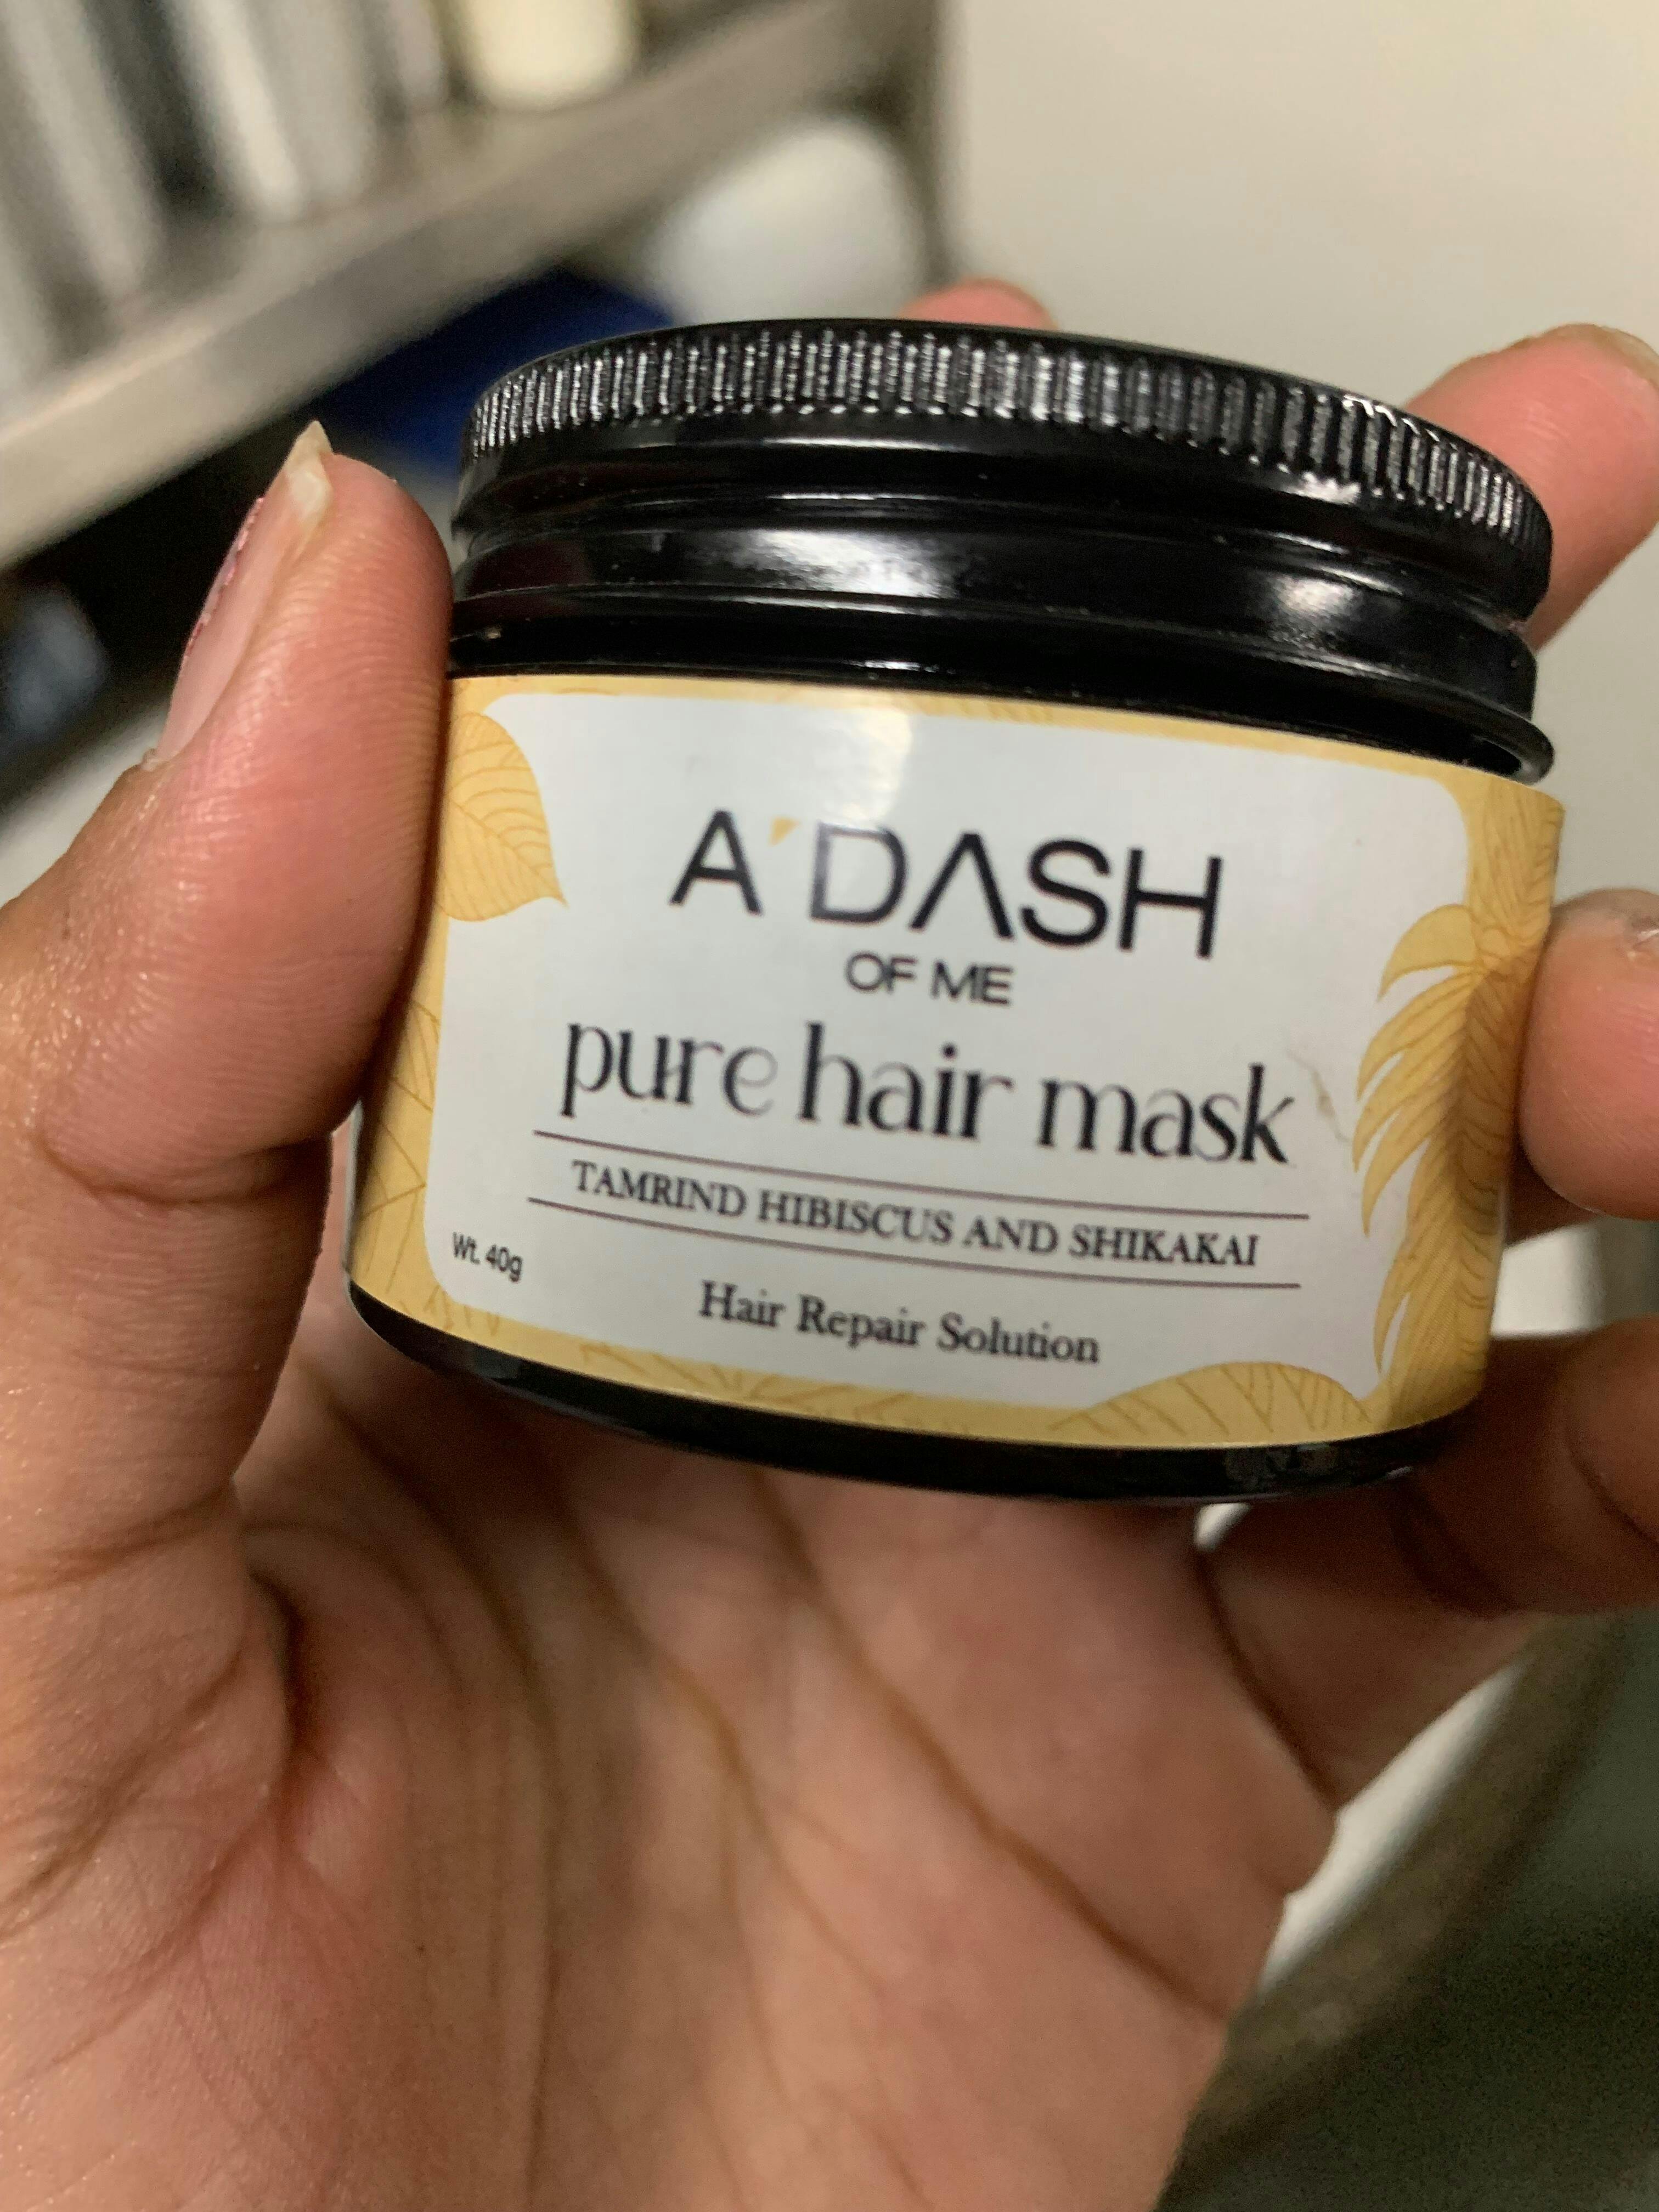 A'DASH
OF ME
pure hair mask
TAMRIND HIBISCUS AND SHIKAKAI
Wt. 40g
Hair Repair Solution